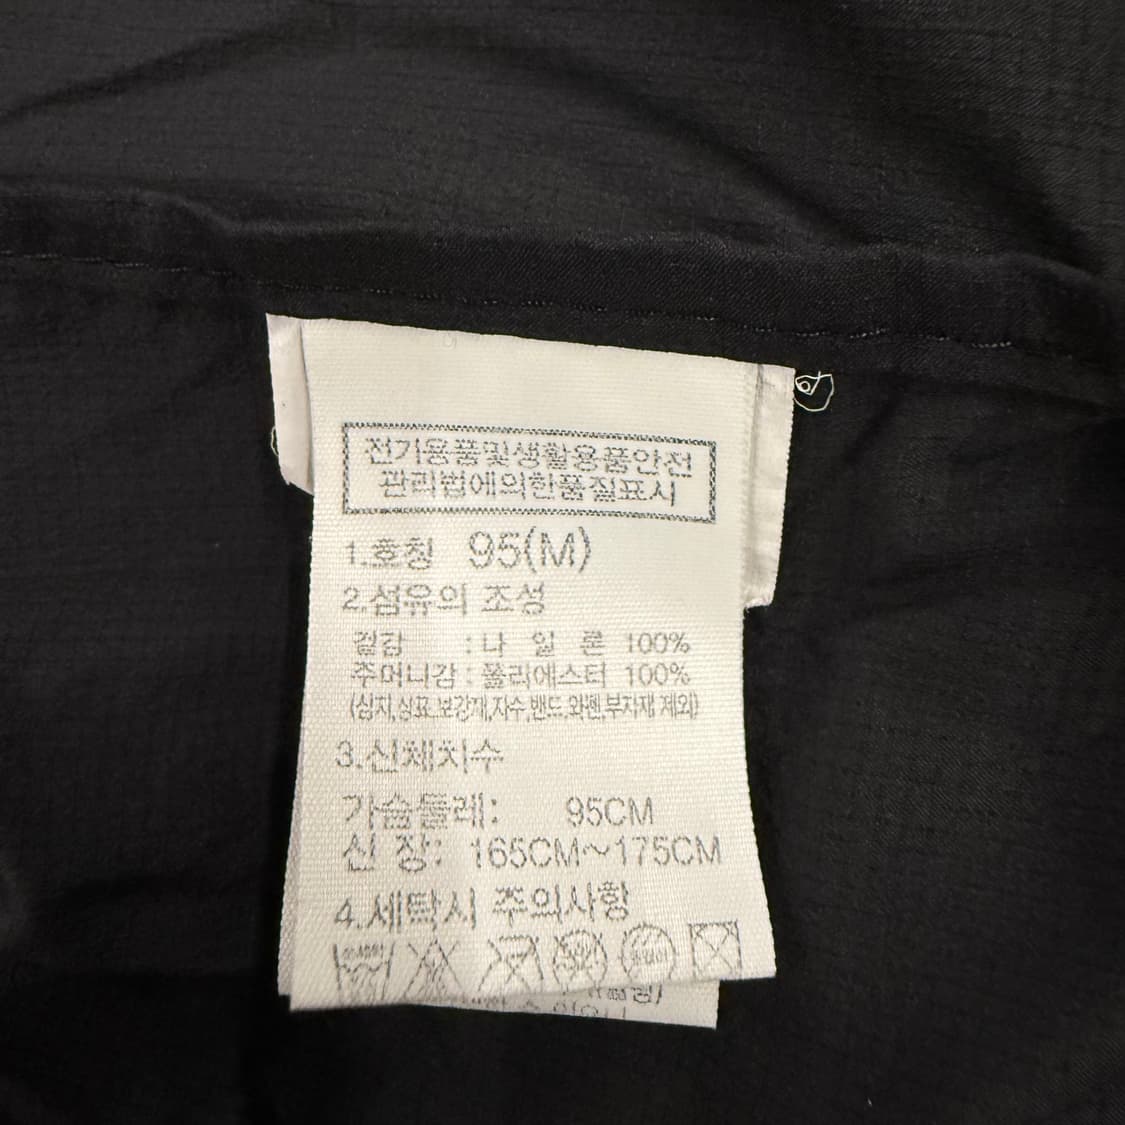 전기용품및생활용품안전
관리법에의한품질표시
1.호칭 95(M)
2.섬유의 조성
겉감 : 나 일 론 100%
주머니감 : 폴리에스터 100%
(심지,상표,보강재,자수,밴드,와펜,부자재 제외)
3.신체치수
가슴둘레: 95CM
신 장: 165CM~175CM
4.세탁시 주의사항